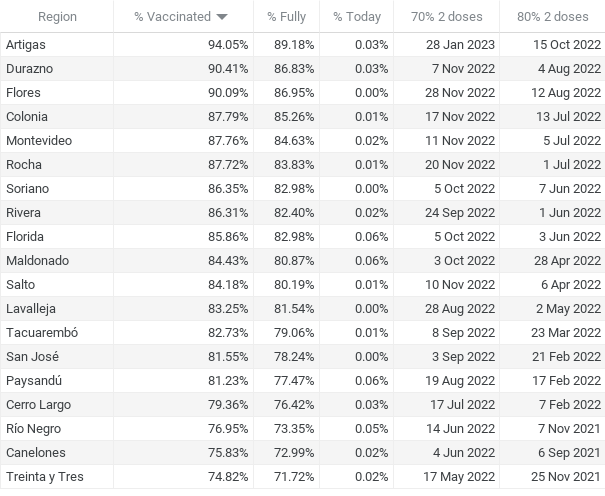 Region % Vaccinated % Fully % Today 70% 2 doses 80% 2 doses
Artigas 94.05% 89.18% 0.03% 28 Jan 2023 15 Oct 2022
Durazno 90.41% 86.83% 0.03% 7 Nov 2022 4 Aug 2022
Flores 90.09% 86.95% 0.00% 28 Nov 2022 12 Aug 2022
Colonia 87.79% 85.26% 0.01% 17 Nov 2022 13 Jul 2022
Montevideo 87.76% 84.63% 0.02% 11 Nov 2022 5 Jul 2022
Rocha 87.72% 83.83% 0.01% 20 Nov 2022 1 Jul 2022
Soriano 86.35% 82.98% 0.00% 5 Oct 2022 7 Jun 2022
Rivera 86.31% 82.40% 0.02% 24 Sep 2022 1 Jun 2022
Florida 85.86% 82.98% 0.06% 5 Oct 2022 3 Jun 2022
Maldonado 84.43% 80.87% 0.06% 3 Oct 2022 28 Apr 2022
Salto 84.18% 80.19% 0.01% 10 Nov 2022 6 Apr 2022
Lavalleja 83.25% 81.54% 0.00% 28 Aug 2022 2 May 2022
Tacuarembó 82.73% 79.06% 0.01% 8 Sep 2022 23 Mar 2022
San José 81.55% 78.24% 0.00% 3 Sep 2022 21 Feb 2022
Paysandú 81.23% 77.47% 0.06% 19 Aug 2022 17 Feb 2022
Cerro Largo 79.36% 76.42% 0.03% 17 Jul 2022 7 Feb 2022
Río Negro 76.95% 73.35% 0.05% 14 Jun 2022 7 Nov 2021
Canelones 75.83% 72.99% 0.02% 4 Jun 2022 6 Sep 2021
Treinta y Tres 74.82% 71.72% 0.02% 17 May 2022 25 Nov 2021